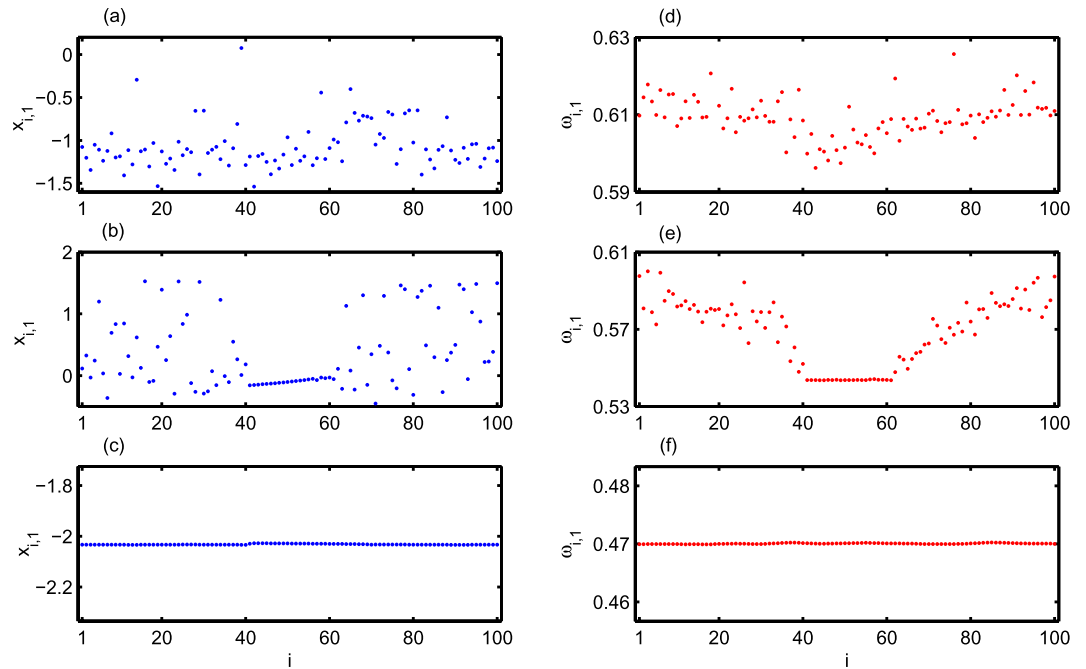 (a)
0
−0.5
−1
−1.5
x_{i,1}
1 20 40 60 80 100
(d)
0.63
0.61
0.59
ω_{i,1}
1 20 40 60 80 100
(b)
2
1
0
x_{i,1}
1 20 40 60 80 100
(e)
0.61
0.57
0.53
ω_{i,1}
1 20 40 60 80 100
(c)
−1.8
−2
−2.2
x_{i,1}
1 20 40 60 80 100
i
(f)
0.48
0.47
0.46
ω_{i,1}
1 20 40 60 80 100
i